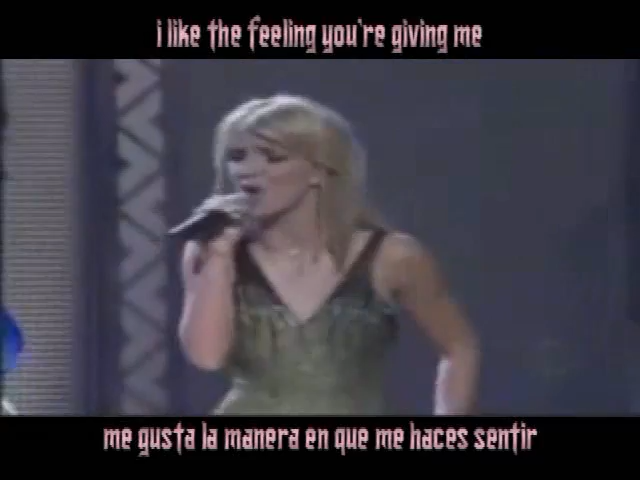 i like the feeling you're giving me
me gusta la manera en que me haces sentir